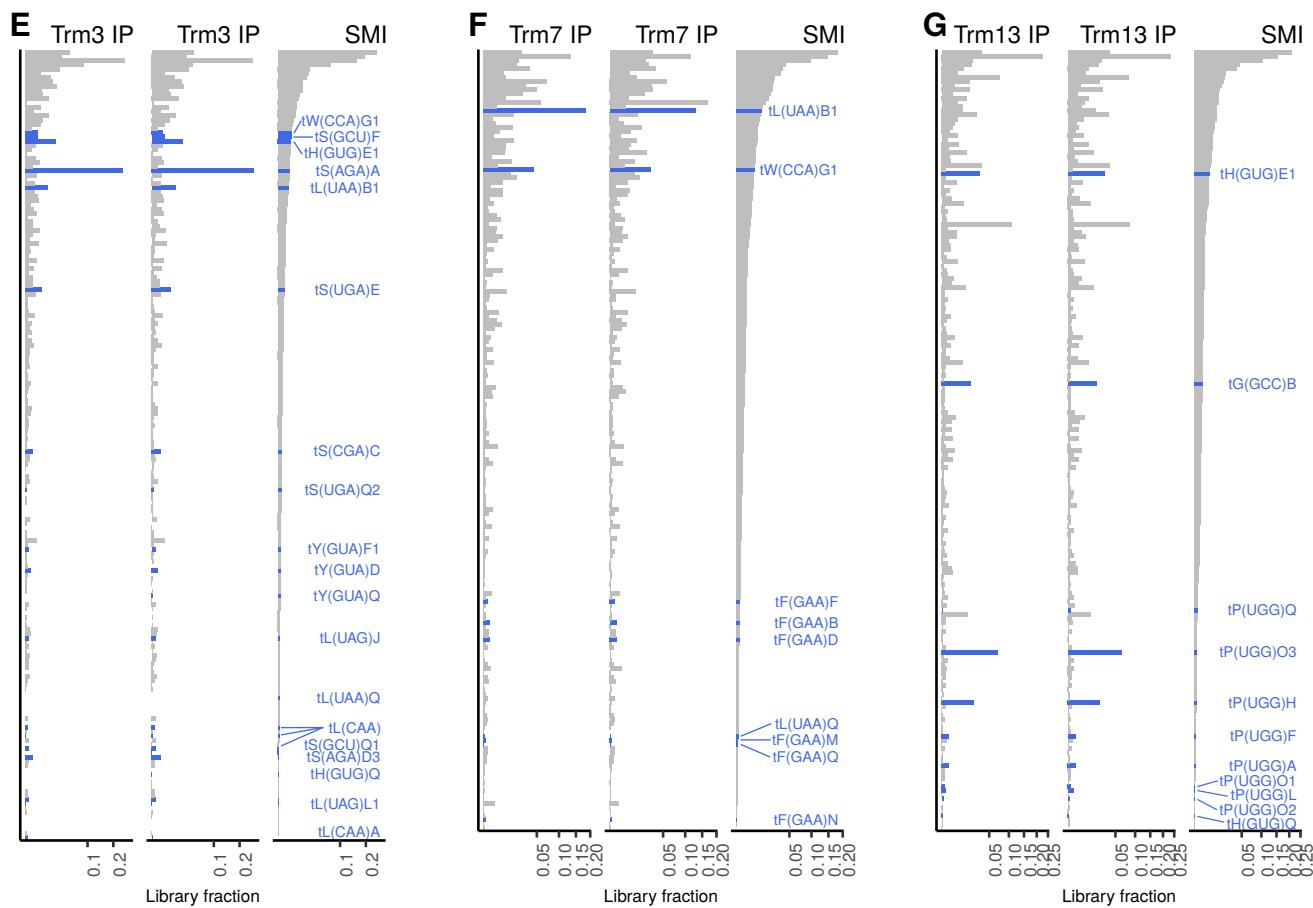 E
Trm3 IP
Trm3 IP
SMI
tW(CCA)G1
tS(GCU)F
tH(GUG)E1
tS(AGA)A
tL(UAA)B1
tS(UGA)E
tS(CGA)C
tS(UGA)Q2
tY(GUA)F1
tY(GUA)D
tY(GUA)Q
tL(UAG)J
tL(UAA)Q
tL(CAA)
tS(GCU)Q1
tS(AGA)D3
tH(GUG)Q
tL(UAG)L1
tL(CAA)A
0.1 0.2 0.1 0.2 0.1 0.2
Library fraction
F
Trm7 IP
Trm7 IP
SMI
tL(UAA)B1
tW(CCA)G1
tF(GAA)F
tF(GAA)B
tF(GAA)D
tL(UAA)Q
tF(GAA)M
tF(GAA)Q
tF(GAA)N
0.05 0.10 0.15 0.20 0.05 0.10 0.15 0.20 0.05 0.10 0.15 0.20
Library fraction
G
Trm13 IP
Trm13 IP
SMI
tH(GUG)E1
tG(GCC)B
tP(UGG)Q
tP(UGG)O3
tP(UGG)H
tP(UGG)F
tP(UGG)A
tP(UGG)O1
tP(UGG)L
tP(UGG)O2
tH(GUG)Q
0.05 0.10 0.15 0.20 0.25 0.05 0.10 0.15 0.20 0.25 0.05 0.10 0.15 0.20 0.25
Library fraction